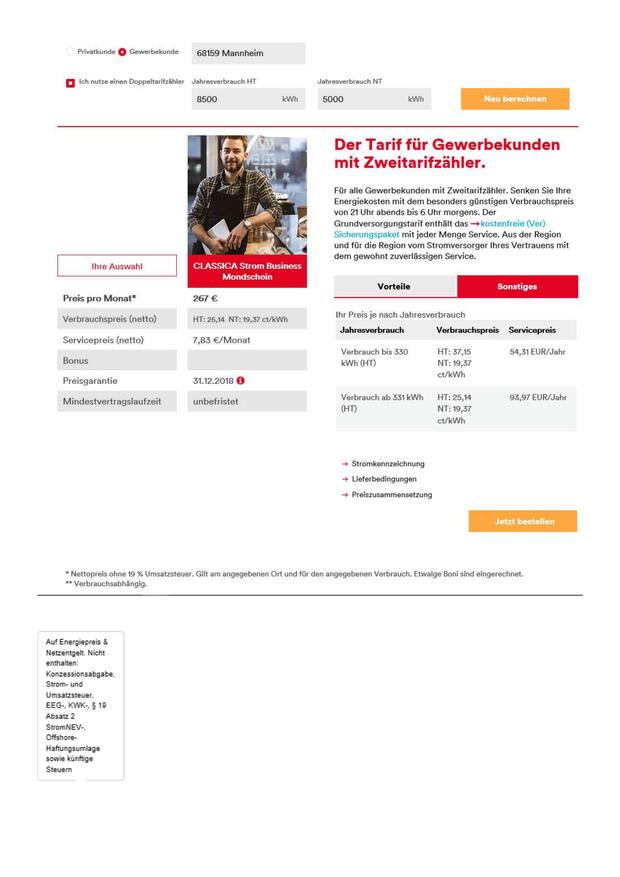 Privatkunde Gewerbekunde
68159 Mannheim
Ich nutze einen Doppeltarifzähler
Jahresverbrauch HT
8500 kWh
Jahresverbrauch NT
5000 kWh
Neu berechnen
Ihre Auswahl
CLASSICA Strom Business
Mondschein
Preis pro Monat* 267 €
Verbrauchspreis (netto) HT: 25,14 NT: 19,37 ct/kWh
Servicepreis (netto) 7,83 €/Monat
Bonus
Preisgarantie 31.12.2018
Mindestvertragslaufzeit unbefristet
Der Tarif für Gewerbekunden
mit Zweitarifzähler.
Für alle Gewerbekunden mit Zweitarifzähler. Senken Sie Ihre
Energiekosten mit dem besonders günstigen Verbrauchspreis
von 21 Uhr abends bis 6 Uhr morgens. Der
Grundversorgungstarif enthält das →kostenfreie (Ver)
Sicherungspaket mit jeder Menge Service. Aus der Region
und für die Region vom Stromversorger Ihres Vertrauens mit
dem gewohnt zuverlässigen Service.
Vorteile Sonstiges
Ihr Preis je nach Jahresverbrauch
Jahresverbrauch Verbrauchspreis Servicepreis
Verbrauch bis 330 HT: 37,15 54,31 EUR/Jahr
kWh (HT) NT: 19,37
ct/kWh
Verbrauch ab 331 kWh HT: 25,14 93,97 EUR/Jahr
(HT) NT: 19,37
ct/kWh
→ Stromkennzeichnung
→ Lieferbedingungen
→ Preiszusammensetzung
Jetzt bestellen
* Nettopreis ohne 19 % Umsatzsteuer. Gilt am angegebenen Ort und für den angegebenen Verbrauch. Etwaige Boni sind eingerechnet.
** Verbrauchsabhängig.
Auf Energiepreis &
Netzentgelt. Nicht
enthalten:
Konzessionsabgabe,
Strom- und
Umsatzsteuer,
EEG-, KWK-, § 19
Absatz 2
StromNEV-,
Offshore-
Haftungsumlage
sowie künftige
Steuern